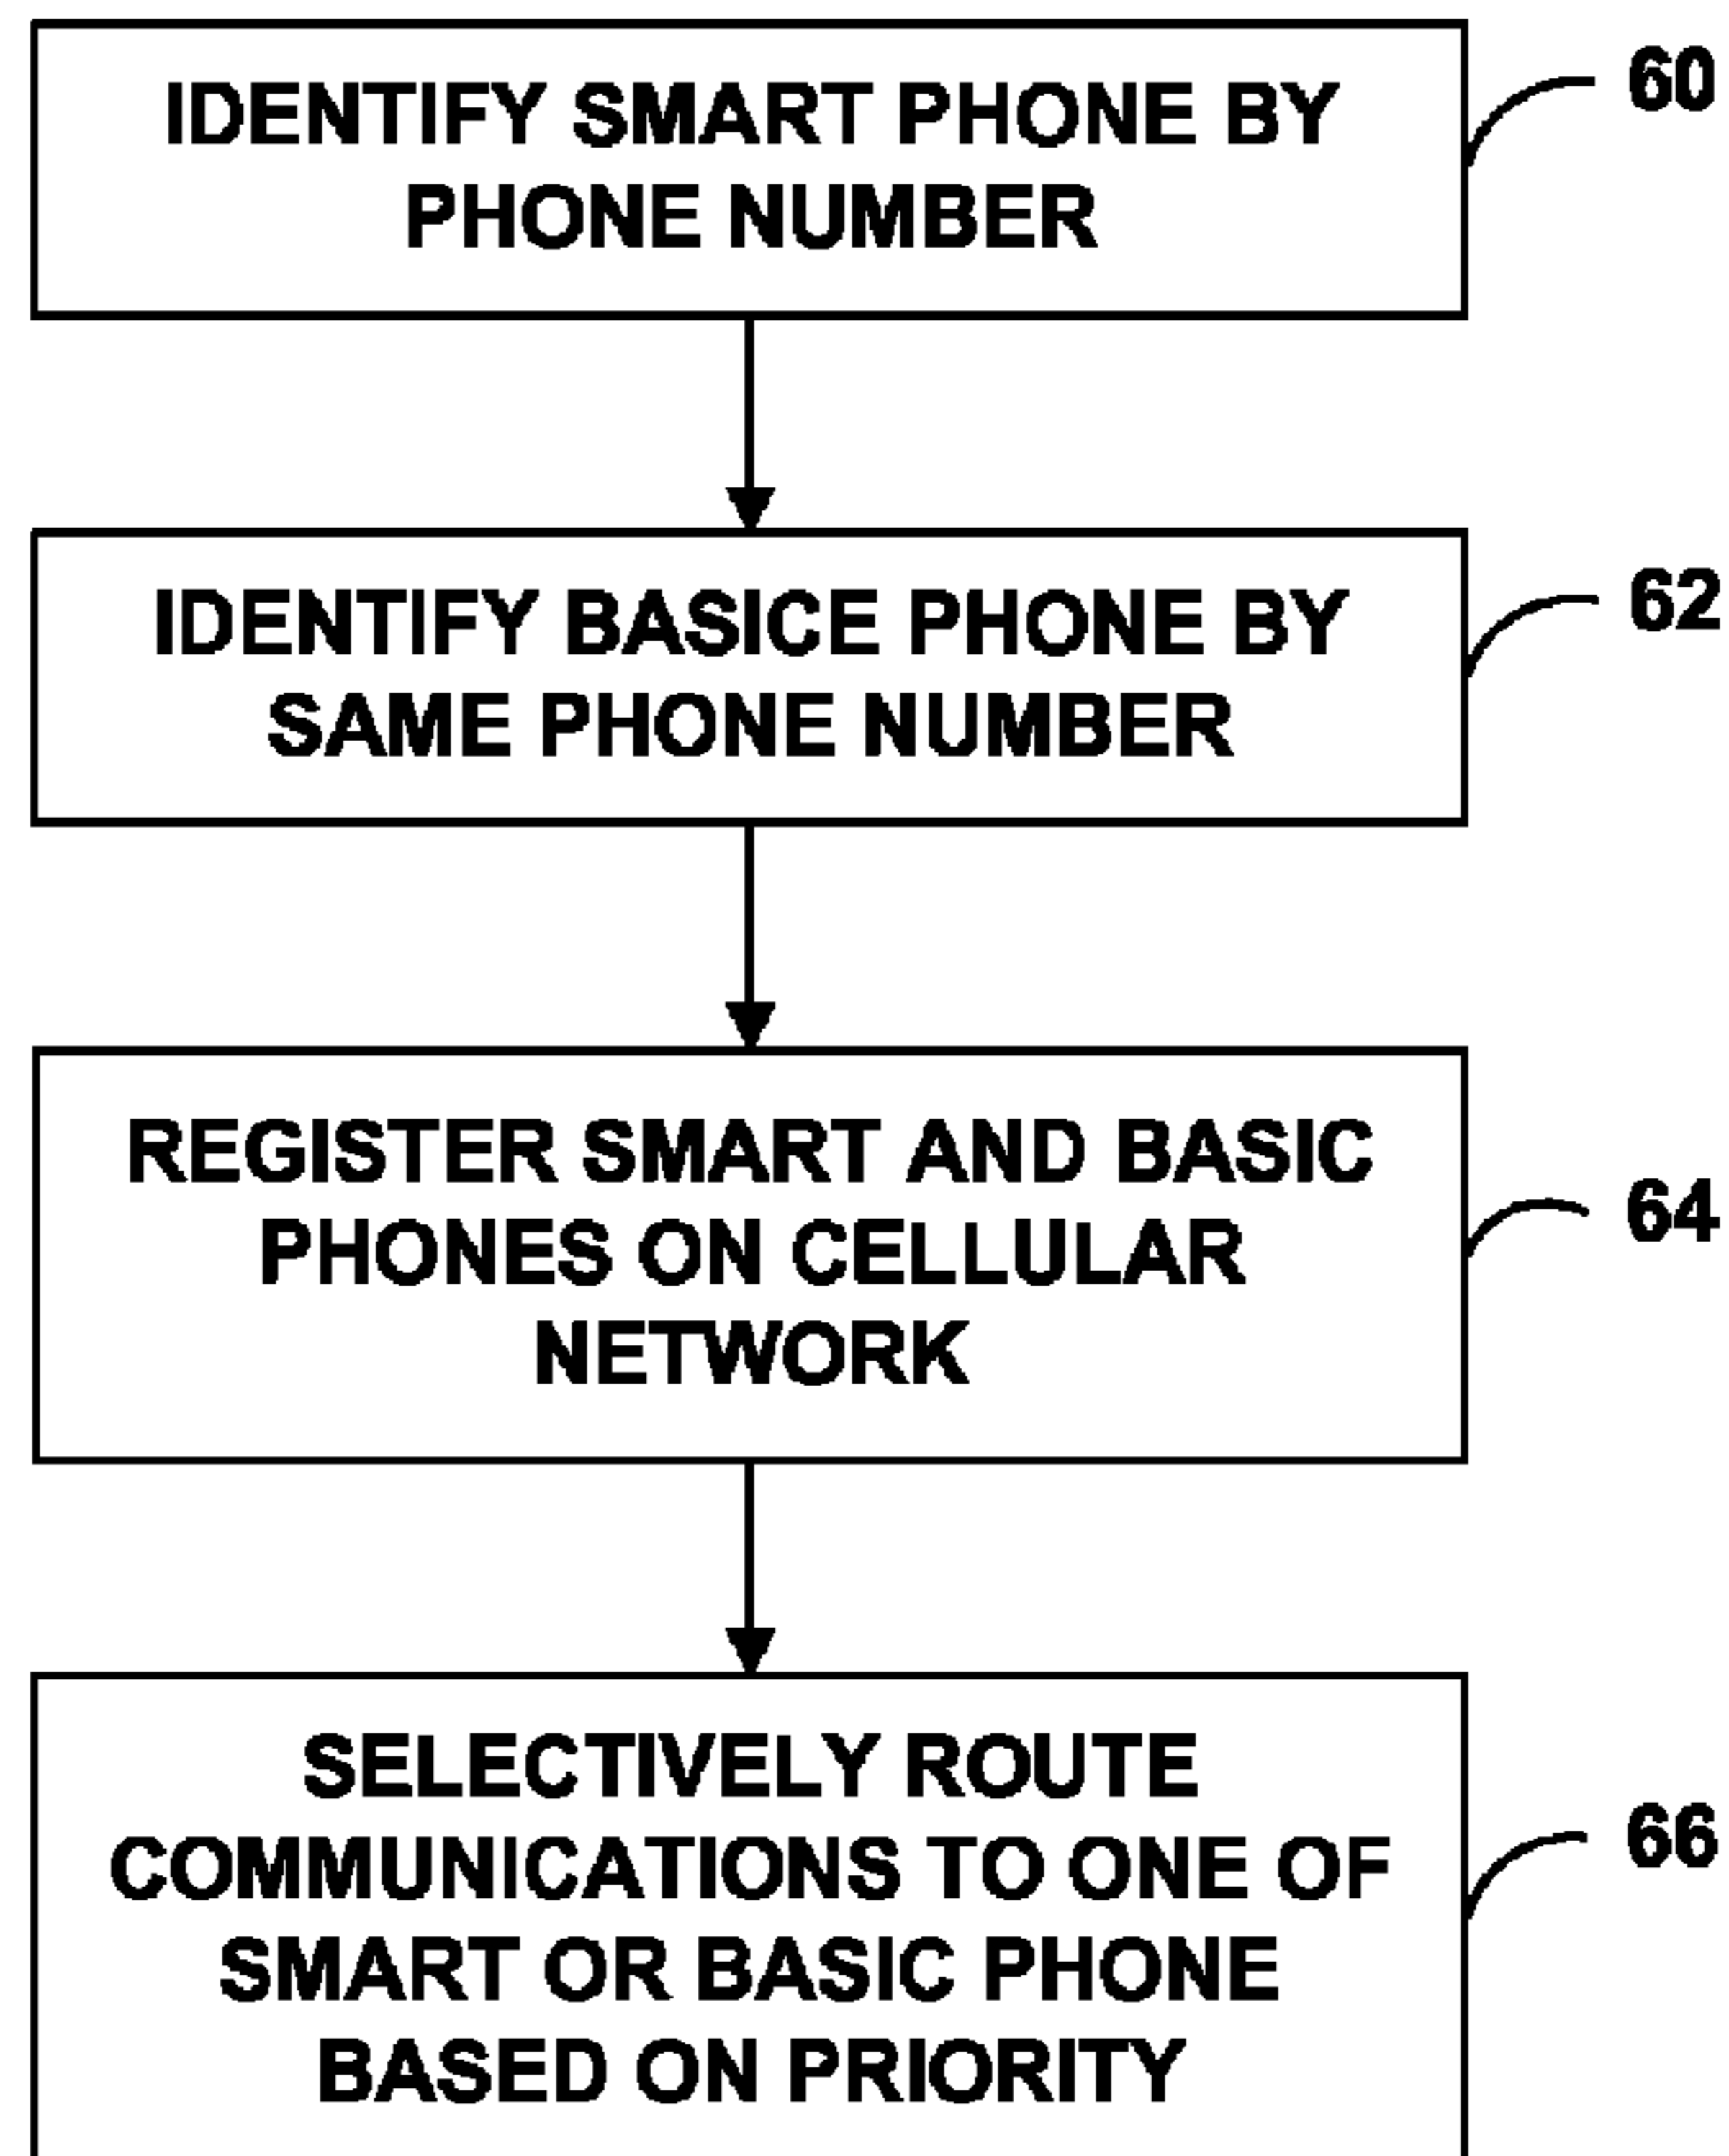 IDENTIFY SMART PHONE BY
PHONE NUMBER
60
IDENTIFY BASICE PHONE BY
SAME PHONE NUMBER
62
REGISTER SMART AND BASIC
PHONES ON CELLULAR
NETWORK
64
SELECTIVELY ROUTE
COMMUNICATIONS TO ONE OF
SMART OR BASIC PHONE
BASED ON PRIORITY
66